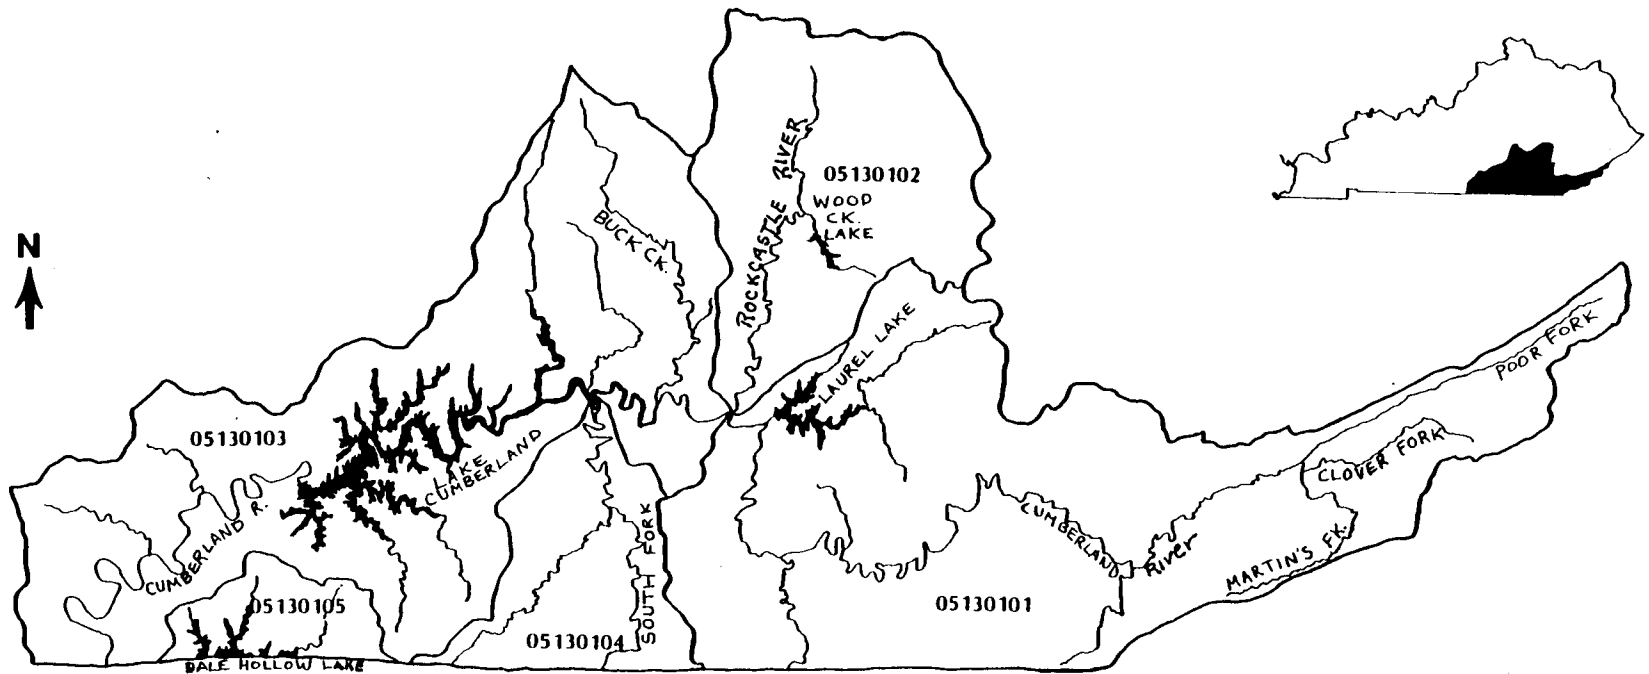 RIVER
05130102
WOOD
CK.
LAKE
ROCKCASTLE
BUCK CK.
N
LAUREL LAKE
POOR FORK
05130103
LAKE
CUMBERLAND
CLOVER FORK
CUMBERLAND R.
SOUTH FORK
CUMBERLAND
River
MARTIN'S FK.
05130105
05130101
05130104
DALE HOLLOW LAKE